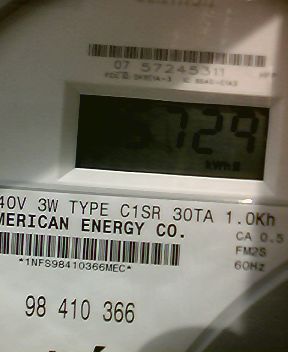 07 57245311
5729
kWh
40V 3W TYPE C1SR 30TA 1.0Kh
MERICAN ENERGY CO. CA 0.5
FM2S
*1NFS98410366MEC* 60Hz
98 410 366